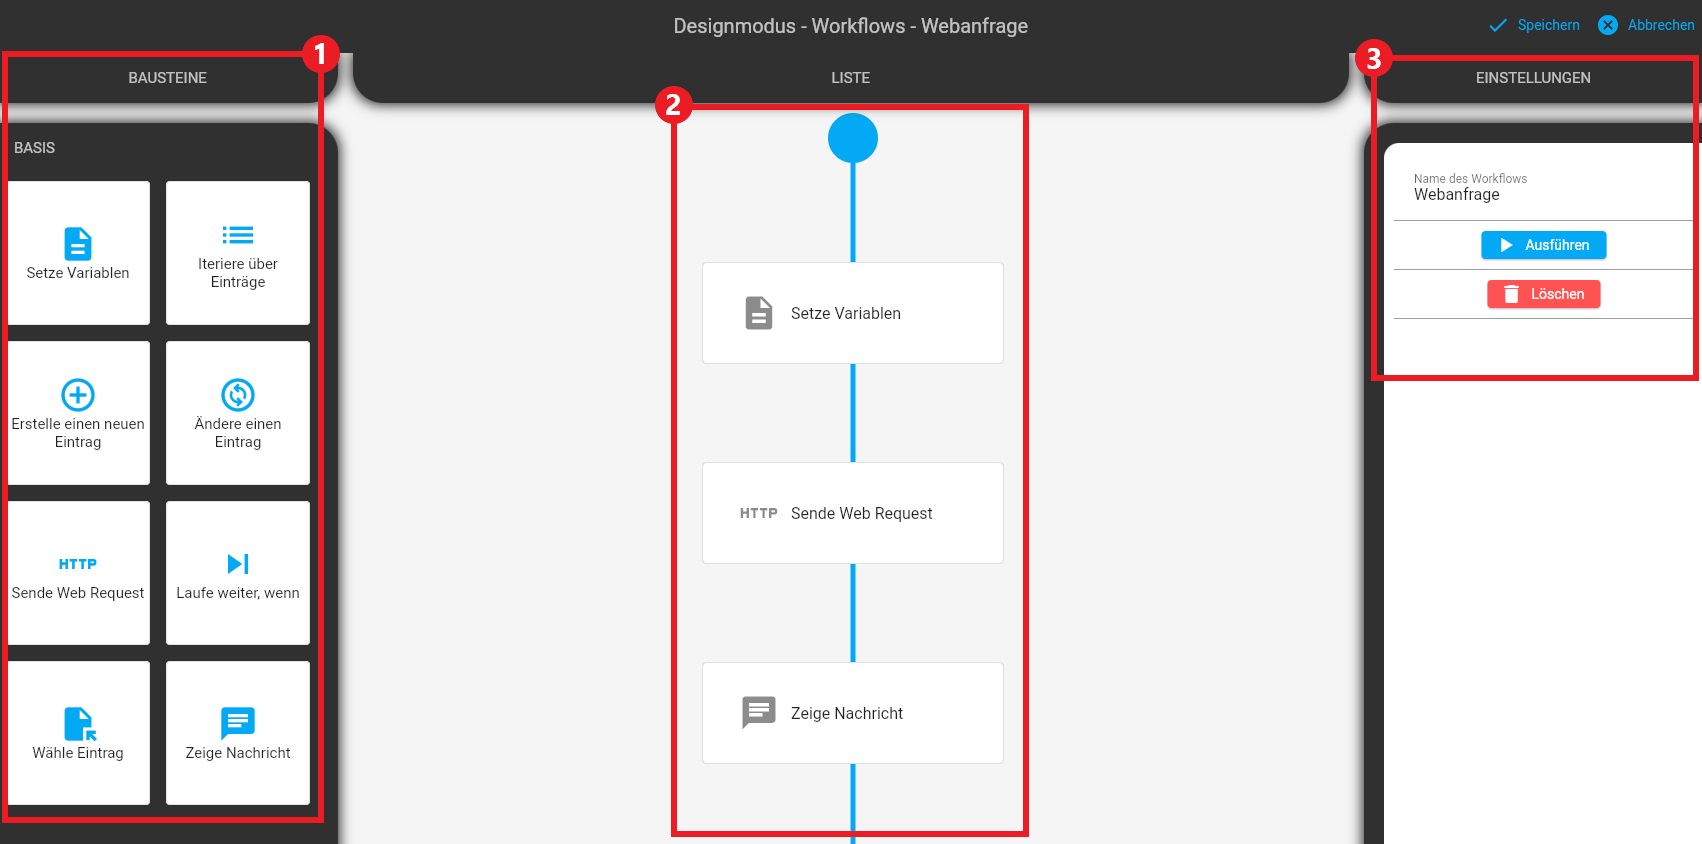 Designmodus - Workflows - Webanfrage
Speichern
Abbrechen
1
BAUSTEINE
BASIS
Setze Variablen
Iteriere über
Einträge
Erstelle einen neuen
Eintrag
Ändere einen
Eintrag
HTTP
Sende Web Request
Laufe weiter, wenn
Wähle Eintrag
Zeige Nachricht
LISTE
2
Setze Variablen
HTTP Sende Web Request
Zeige Nachricht
3
EINSTELLUNGEN
Name des Workflows
Webanfrage
Ausführen
Löschen